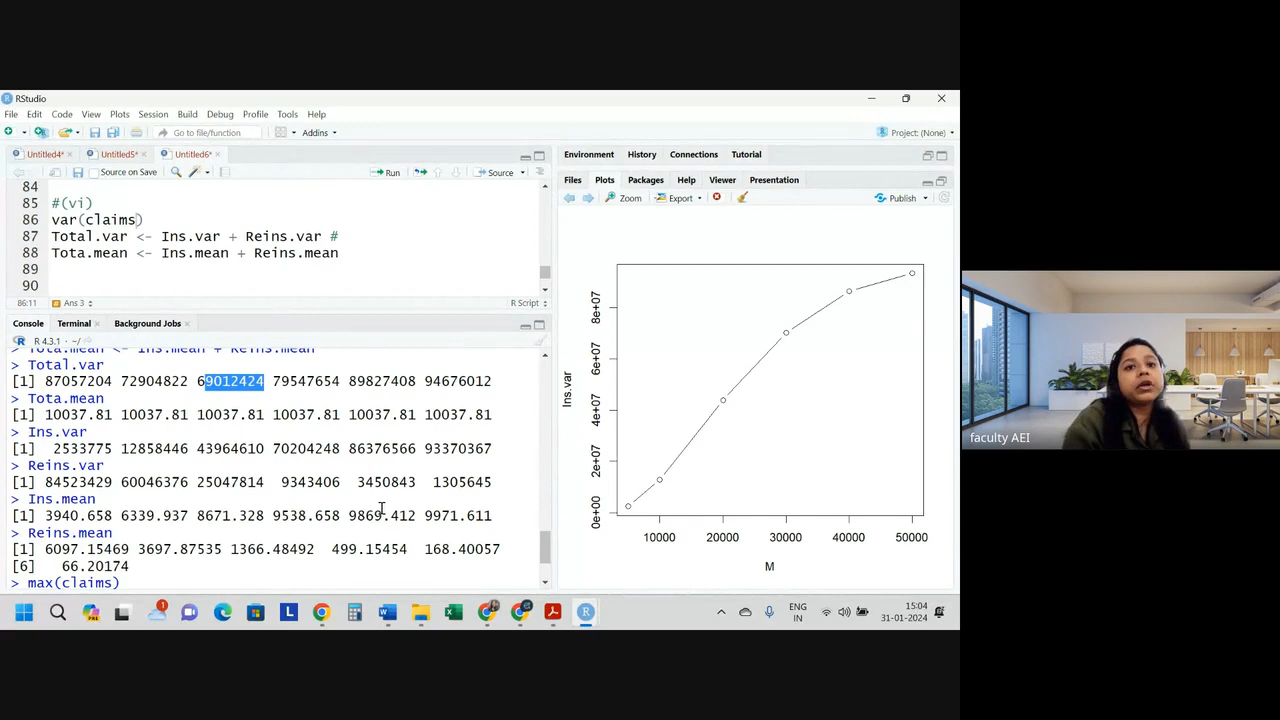 RStudio
File Edit Code View Plots Session Build Debug Profile Tools Help
Go to file/function Addins Project: (None)
Untitled4* Untitled5* Untitled6*
Source on Save Run Source
84
85 #(vi)
86 var(claims)
87 Total.var <- Ins.var + Reins.var #
88 Tota.mean <- Ins.mean + Reins.mean
89
90
86:11 Ans 3 R Script
Console Terminal Background Jobs
R 4.3.1 · ~/
> Tota.mean <- Ins.mean + Reins.mean
> Total.var
[1] 87057204 72904822 69012424 79547654 89827408 94676012
> Tota.mean
[1] 10037.81 10037.81 10037.81 10037.81 10037.81 10037.81
> Ins.var
[1] 2533775 12858446 43964610 70204248 86376566 93370367
> Reins.var
[1] 84523429 60046376 25047814 9343406 3450843 1305645
> Ins.mean
[1] 3940.658 6339.937 8671.328 9538.658 9869.412 9971.611
> Reins.mean
[1] 6097.15469 3697.87535 1366.48492 499.15454 168.40057
[6] 66.20174
> max(claims)
Environment History Connections Tutorial
Files Plots Packages Help Viewer Presentation
Zoom Export Publish
Ins.var
0e+00 2e+07 4e+07 6e+07 8e+07
10000 20000 30000 40000 50000
M
faculty AEI
1
L
ENG
IN
15:04
31-01-2024